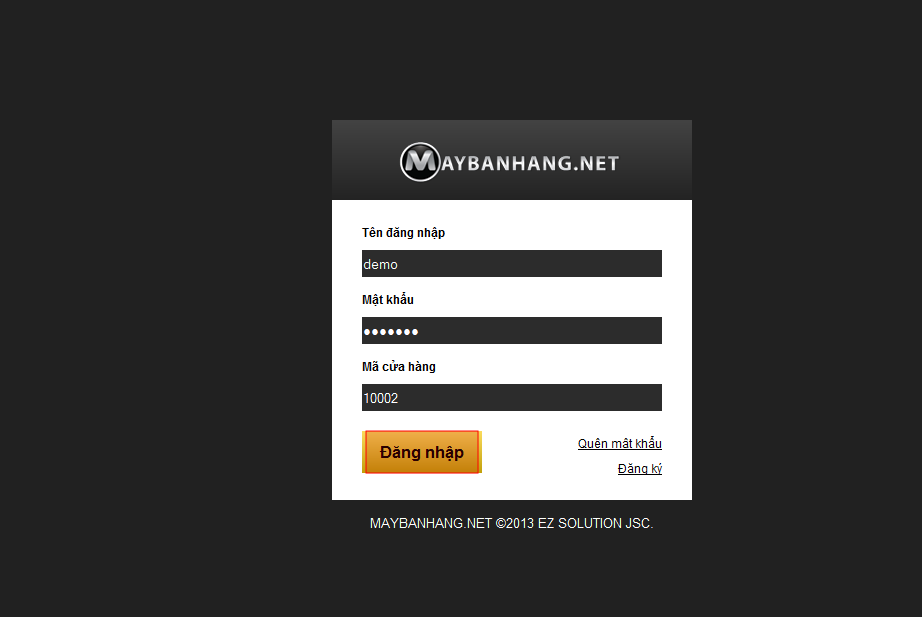 MAYBANHANG.NET
Tên đăng nhập
demo
Mật khẩu
•••••••
Mã cửa hàng
10002
Đăng nhập
Quên mât khẩu
Đăng ký
MAYBANHANG.NET ©2013 EZ SOLUTION JSC.